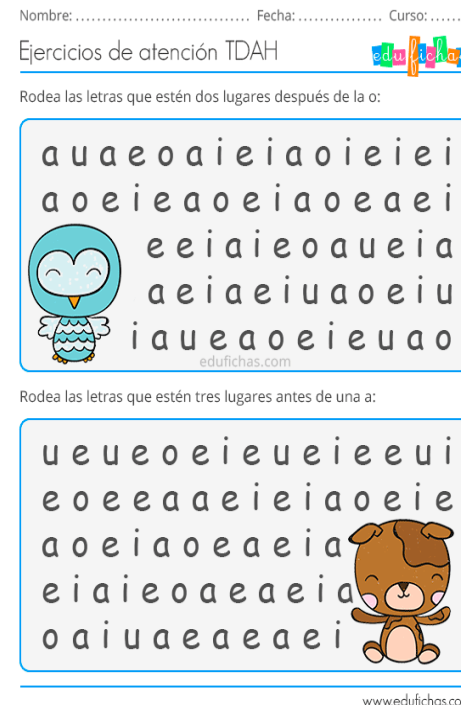 Nombre: ................................ Fecha: ................ Curso: ......
Ejercicios de atención TDAH
edufichas
Rodea las letras que estén dos lugares después de la o:
a u a e o a i e i a o i e i e i
a o e i e a o e i a o e a e i
e e i a i e o a u e i a
a e i a e i u a o e i u
i a u e a o e i e u a o
edufichas.com
Rodea las letras que estén tres lugares antes de una a:
u e u e o e i e u e i e e u i
e o e e a a e i e i a o e i e
a o e i a o e a e i a
e i a i e o a e a e i a
o a i u a e a e a e i
www.edufichas.co